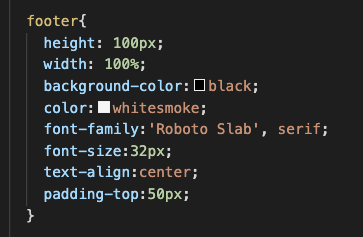 footer{
height: 100px;
width: 100%;
background-color:black;
color:whitesmoke;
font-family:'Roboto Slab', serif;
font-size:32px;
text-align:center;
padding-top:50px;
}